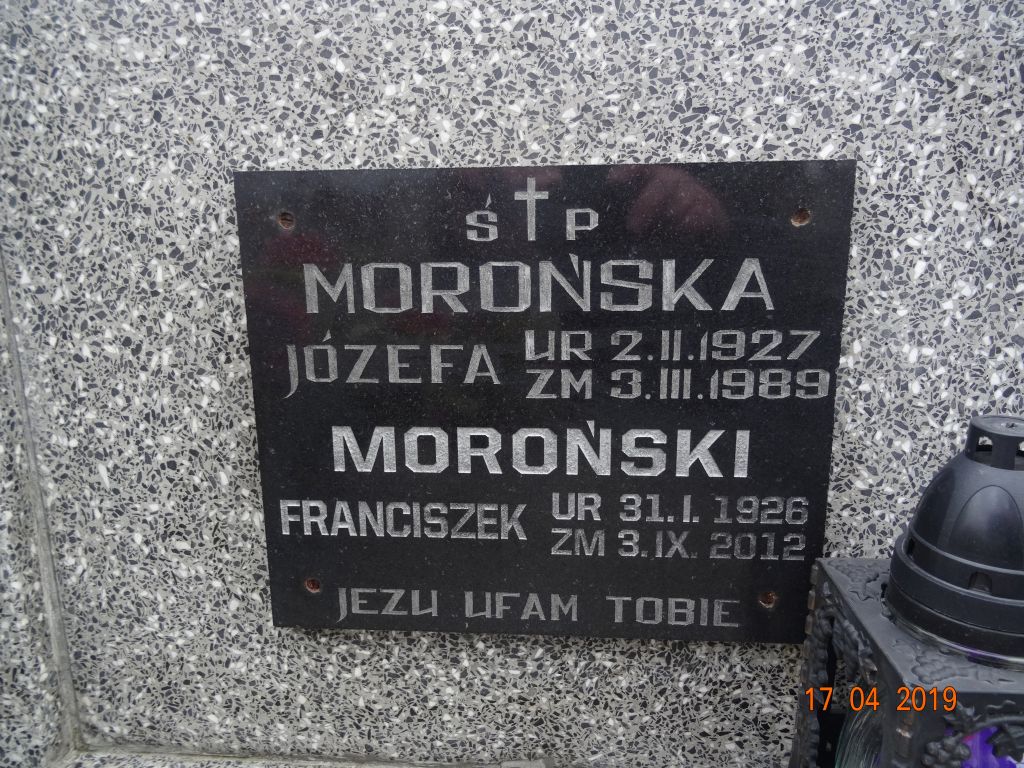 Ś P
MOROŃSKA
JÓZEFA UR 2.II.1927
ZM 3.III.1989
MOROŃSKI
FRANCISZEK UR 31.I.1926
ZM 3.IX.2012
JEZU UFAM TOBIE
17 04 2019